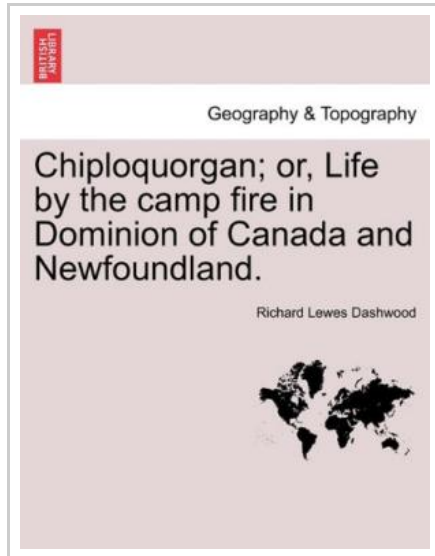 BRITISH
LIBRARY
Geography & Topography
Chiploquorgan; or, Life
by the camp fire in
Dominion of Canada and
Newfoundland.
Richard Lewes Dashwood